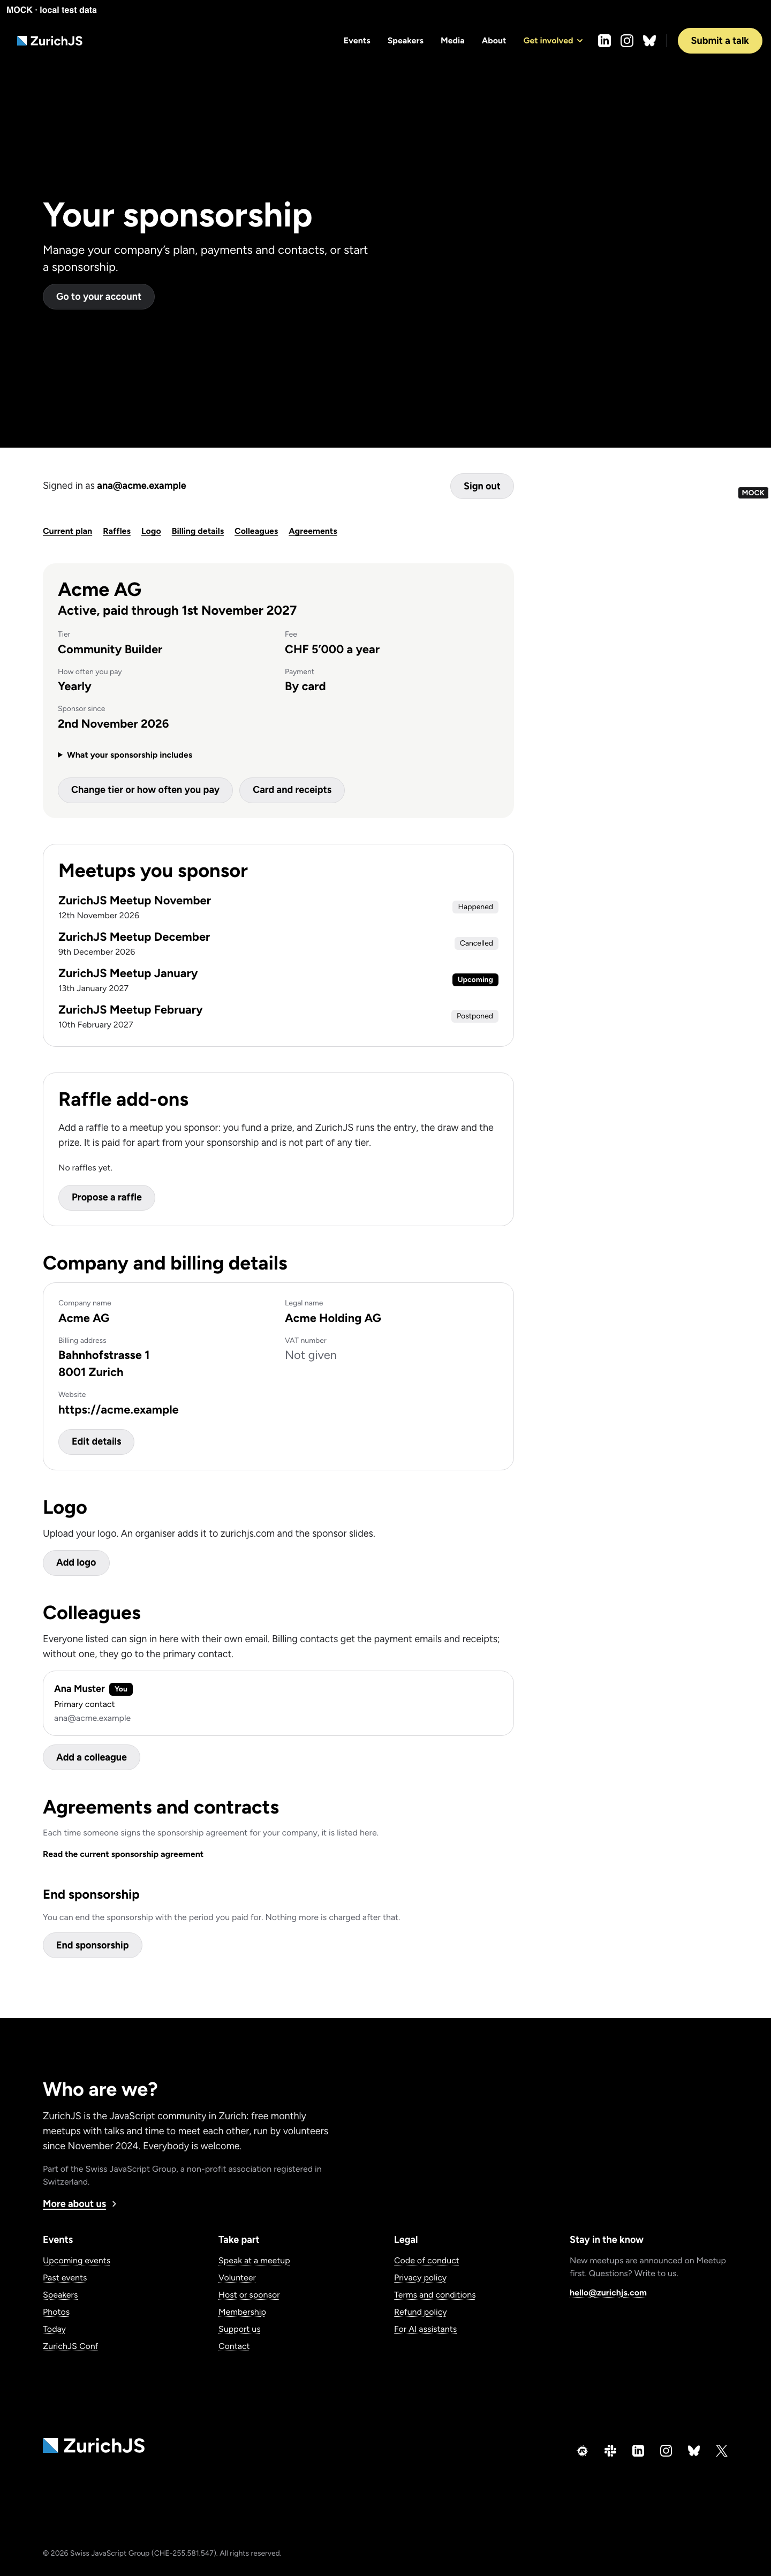 MOCK · local test data
ZurichJS
Events
Speakers
Media
About
Get involved
Submit a talk
Your sponsorship
Manage your company’s plan, payments and contacts, or start
a sponsorship.
Go to your account
Signed in as ana@acme.example
Sign out
MOCK
Current plan
Raffles
Logo
Billing details
Colleagues
Agreements
Acme AG
Active, paid through 1st November 2027
Tier
Community Builder
Fee
CHF 5’000 a year
How often you pay
Yearly
Payment
By card
Sponsor since
2nd November 2026
What your sponsorship includes
Change tier or how often you pay
Card and receipts
Meetups you sponsor
ZurichJS Meetup November
12th November 2026
Happened
ZurichJS Meetup December
9th December 2026
Cancelled
ZurichJS Meetup January
13th January 2027
Upcoming
ZurichJS Meetup February
10th February 2027
Postponed
Raffle add-ons
Add a raffle to a meetup you sponsor: you fund a prize, and ZurichJS runs the entry, the draw and the
prize. It is paid for apart from your sponsorship and is not part of any tier.
No raffles yet.
Propose a raffle
Company and billing details
Company name
Acme AG
Legal name
Acme Holding AG
Billing address
Bahnhofstrasse 1
8001 Zurich
VAT number
Not given
Website
https://acme.example
Edit details
Logo
Upload your logo. An organiser adds it to zurichjs.com and the sponsor slides.
Add logo
Colleagues
Everyone listed can sign in here with their own email. Billing contacts get the payment emails and receipts;
without one, they go to the primary contact.
Ana Muster
You
Primary contact
ana@acme.example
Add a colleague
Agreements and contracts
Each time someone signs the sponsorship agreement for your company, it is listed here.
Read the current sponsorship agreement
End sponsorship
You can end the sponsorship with the period you paid for. Nothing more is charged after that.
End sponsorship
Who are we?
ZurichJS is the JavaScript community in Zurich: free monthly
meetups with talks and time to meet each other, run by volunteers
since November 2024. Everybody is welcome.
Part of the Swiss JavaScript Group, a non-profit association registered in
Switzerland.
More about us
Events
Upcoming events
Past events
Speakers
Photos
Today
ZurichJS Conf
Take part
Speak at a meetup
Volunteer
Host or sponsor
Membership
Support us
Contact
Legal
Code of conduct
Privacy policy
Terms and conditions
Refund policy
For AI assistants
Stay in the know
New meetups are announced on Meetup
first. Questions? Write to us.
hello@zurichjs.com
ZurichJS
© 2026 Swiss JavaScript Group (CHE-255.581.547). All rights reserved.